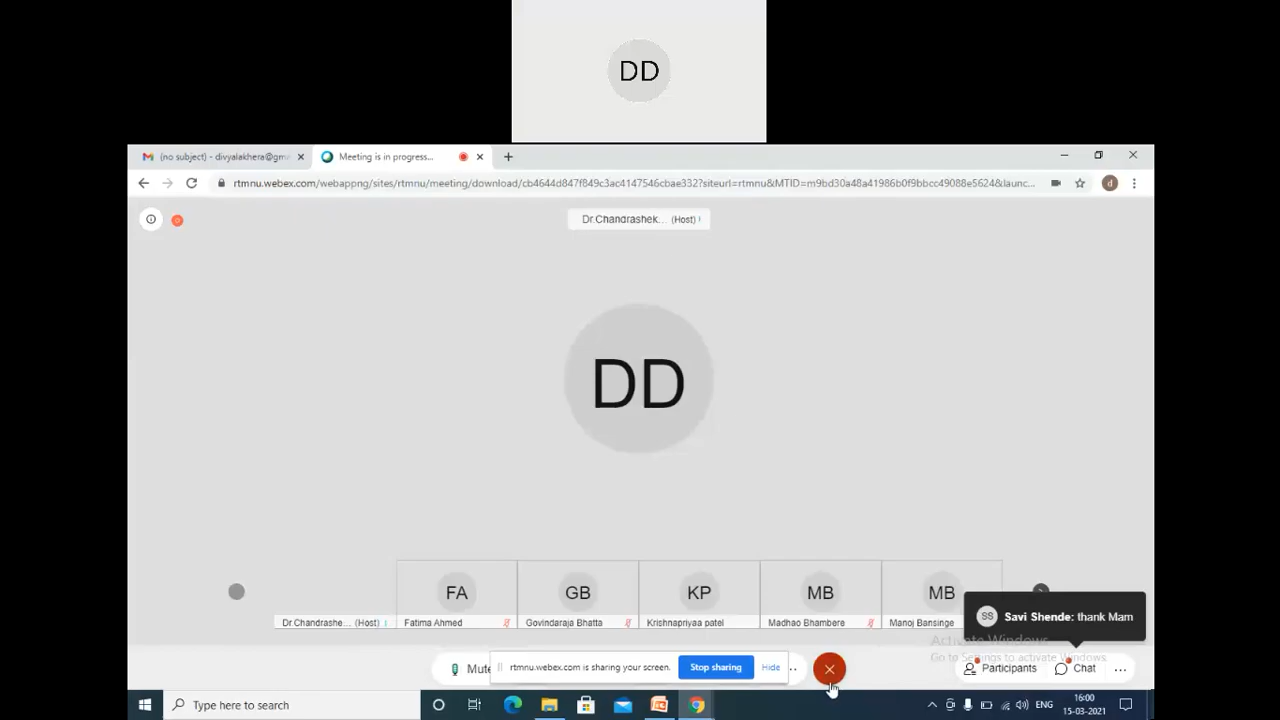 DD
(no subject) - divyalakhera@gm
Meeting is in progress...
rtmnu.webex.com/webappng/sites/rtmnu/meeting/download/cb4644d847f849c3ac4147546cbae332?siteurl=rtmnu&MTID=m9bd30a48a41986b0f9bbcc49088e5624&launc...
d
Dr.Chandrashek... (Host)
DD
FA
GB
KP
MB
MB
Dr.Chandrashe... (Host)
Fatima Ahmed
Govindaraja Bhatta
Krishnapriyaa patel
Madhao Bhambere
Manoj Bansinge
SS
Savi Shende: thank Mam
Activate Windows
Go to Settings to activate Windows.
Mute
rtmnu.webex.com is sharing your screen.
Stop sharing
Hide
Participants
Chat
Type here to search
ENG
16:00
15-03-2021